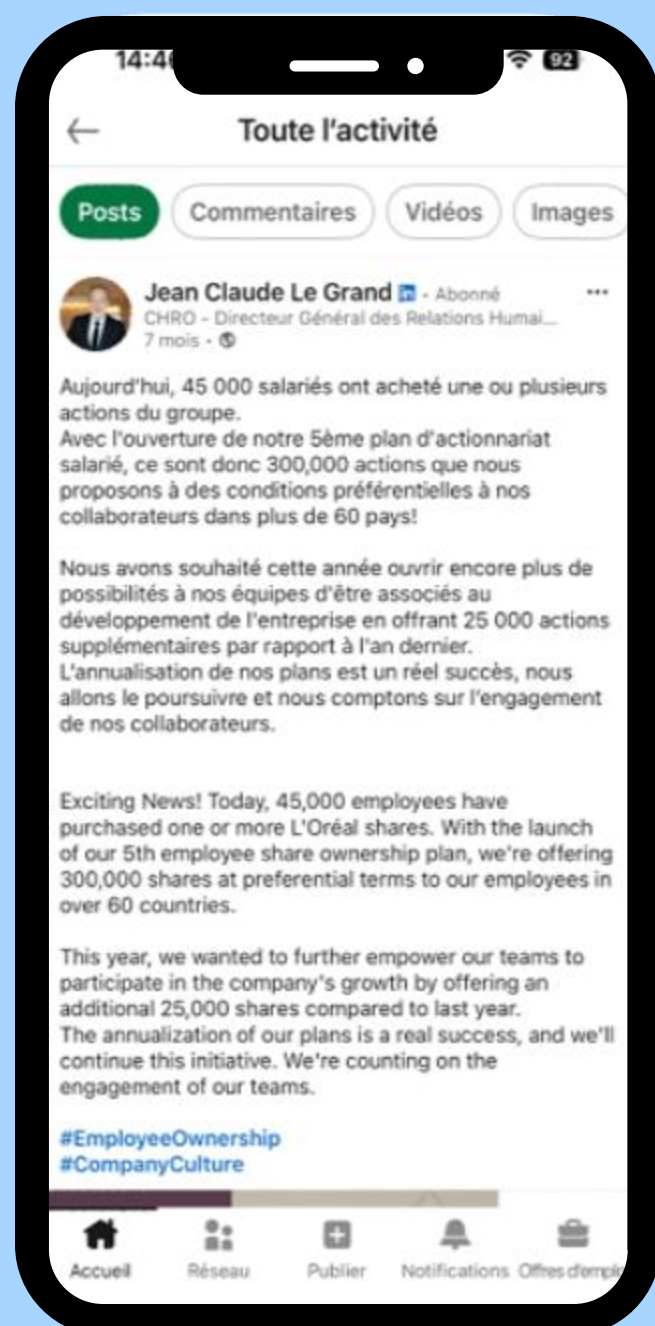 14:4
92
Toute l'activité
Posts
Commentaires
Vidéos
Images
Jean Claude Le Grand in - Abonné
CHRO - Directeur Général des Relations Humai...
7 mois •
Aujourd'hui, 45 000 salariés ont acheté une ou plusieurs
actions du groupe.
Avec l'ouverture de notre 5ème plan d'actionnariat
salarié, ce sont donc 300,000 actions que nous
proposons à des conditions préférentielles à nos
collaborateurs dans plus de 60 pays!
Nous avons souhaité cette année ouvrir encore plus de
possibilités à nos équipes d'être associés au
développement de l'entreprise en offrant 25 000 actions
supplémentaires par rapport à l'an dernier.
L'annualisation de nos plans est un réel succès, nous
allons le poursuivre et nous comptons sur l'engagement
de nos collaborateurs.
Exciting News! Today, 45,000 employees have
purchased one or more L'Oréal shares. With the launch
of our 5th employee share ownership plan, we're offering
300,000 shares at preferential terms to our employees in
over 60 countries.
This year, we wanted to further empower our teams to
participate in the company's growth by offering an
additional 25,000 shares compared to last year.
The annualization of our plans is a real success, and we'll
continue this initiative. We're counting on the
engagement of our teams.
#EmployeeOwnership
#CompanyCulture
Accueil
Réseau
Publier
Notifications
Offres d'emplo